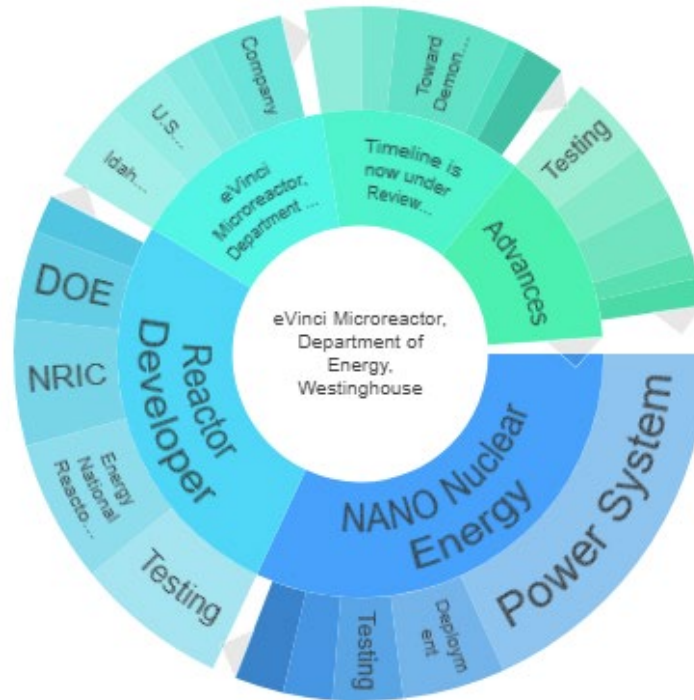 eVinci Microreactor,
Department of
Energy,
Westinghouse
NANO Nuclear
Energy
Reactor
Developer
eVinci
Microreactor,
Department ...
Timeline is
now under
Review...
Advances
Power System
Deploym
ent
Testing
Testing
Energy
National
Reacto...
NRIC
DOE
Idah...
U.S...
Company
Toward
Demon...
Testing